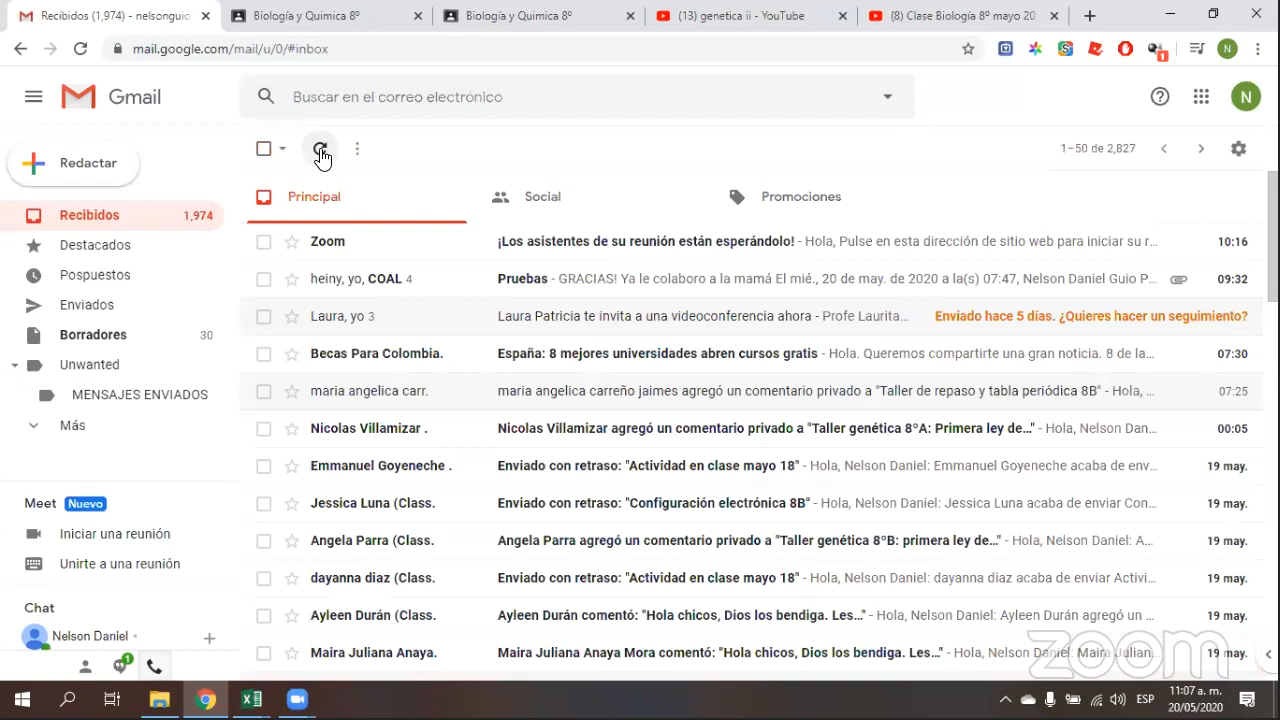 Recibidos (1,974) - nelsonguio
Biología y Quimica 8º
Biología y Quimica 8º
(13) genetica ii - YouTube
(8) Clase Biología 8º mayo 20
mail.google.com/mail/u/0/#inbox
1
N
Gmail
Buscar en el correo electrónico
N
Redactar
1–50 de 2,827
Principal
Social
Promociones
Recibidos 1,974
Destacados
Pospuestos
Enviados
Borradores 30
Unwanted
MENSAJES ENVIADOS
Más
Meet Nuevo
Iniciar una reunión
Unirte a una reunión
Chat
Nelson Daniel
1
Zoom ¡Los asistentes de su reunión están esperándolo! - Hola, Pulse en esta dirección de sitio web para iniciar su r... 10:16
heiny, yo, COAL 4 Pruebas - GRACIAS! Ya le colaboro a la mamá El mié., 20 de may. de 2020 a la(s) 07:47, Nelson Daniel Guio P... 09:32
Laura, yo 3 Laura Patricia te invita a una videoconferencia ahora - Profe Laurita... Enviado hace 5 días. ¿Quieres hacer un seguimiento?
Becas Para Colombia. España: 8 mejores universidades abren cursos gratis - Hola. Queremos compartirte una gran noticia. 8 de la... 07:30
maria angelica carr. maria angelica carreño jaimes agregó un comentario privado a "Taller de repaso y tabla periódica 8B" - Hola, ... 07:25
Nicolas Villamizar . Nicolas Villamizar agregó un comentario privado a "Taller genética 8°A: Primera ley de..." - Hola, Nelson Dan... 00:05
Emmanuel Goyeneche . Enviado con retraso: "Actividad en clase mayo 18" - Hola, Nelson Daniel: Emmanuel Goyeneche acaba de env... 19 may.
Jessica Luna (Class. Enviado con retraso: "Configuración electrónica 8B" - Hola, Nelson Daniel: Jessica Luna acaba de enviar Con... 19 may.
Angela Parra (Class. Angela Parra agregó un comentario privado a "Taller genética 8°B: primera ley de..." - Hola, Nelson Daniel: A... 19 may.
dayanna diaz (Class. Enviado con retraso: "Actividad en clase mayo 18" - Hola, Nelson Daniel: dayanna diaz acaba de enviar Activi... 19 may.
Ayleen Durán (Class. Ayleen Durán comentó: "Hola chicos, Dios los bendiga. Les..." - Hola, Nelson Daniel: Ayleen Durán agregó un ... 19 may.
Maira Juliana Anaya. Maira Juliana Anaya Mora comentó: "Hola chicos, Dios los bendiga. Les..." - Hola, Nelson Daniel: Maira Julian... 19 may.
zoom
ESP
11:07 a. m.
20/05/2020